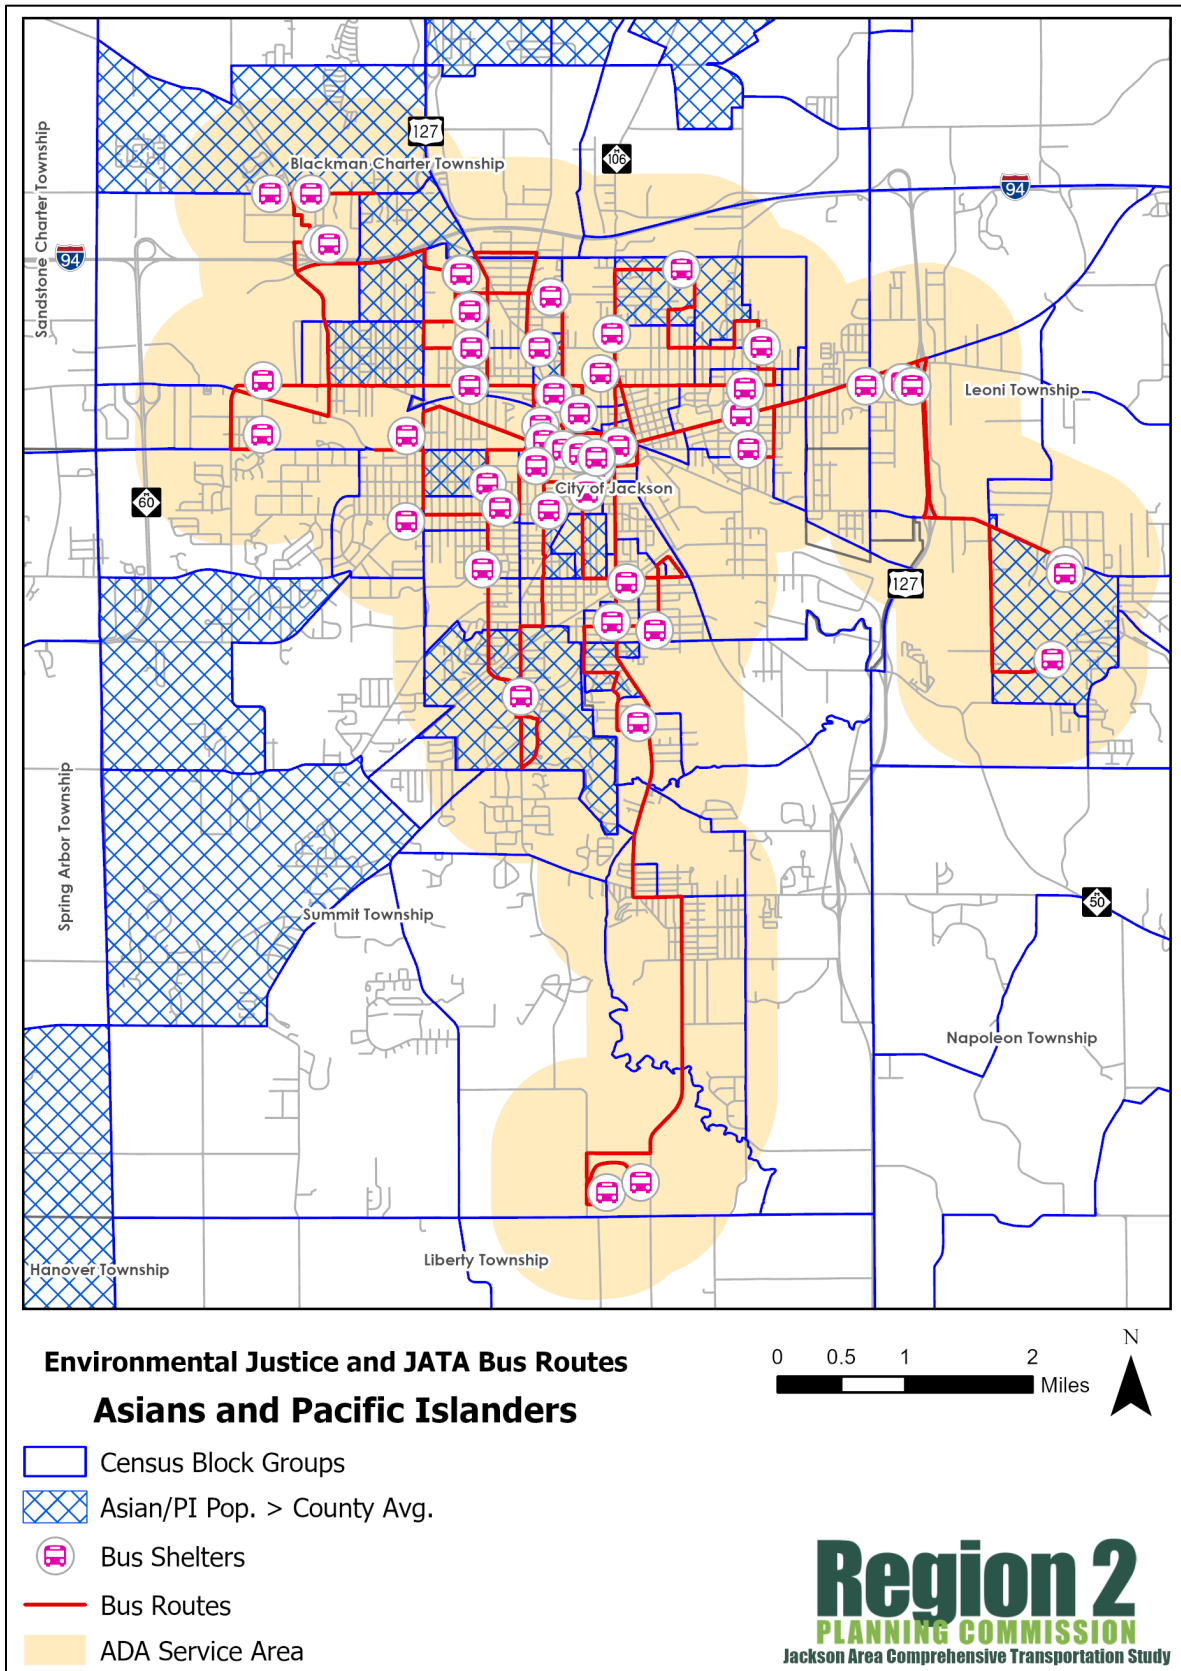 127
M
106
Blackman Charter Township
94
Sandstone Charter Township
94
Leoni Township
M
60
City of Jackson
127
Spring Arbor Township
Summit Township
M
50
Napoleon Township
Hanover Township
Liberty Township
Environmental Justice and JATA Bus Routes
Asians and Pacific Islanders
0 0.5 1 2
Miles
N
Census Block Groups
Asian/PI Pop. > County Avg.
Bus Shelters
Bus Routes
ADA Service Area
Region 2
PLANNING COMMISSION
Jackson Area Comprehensive Transportation Study